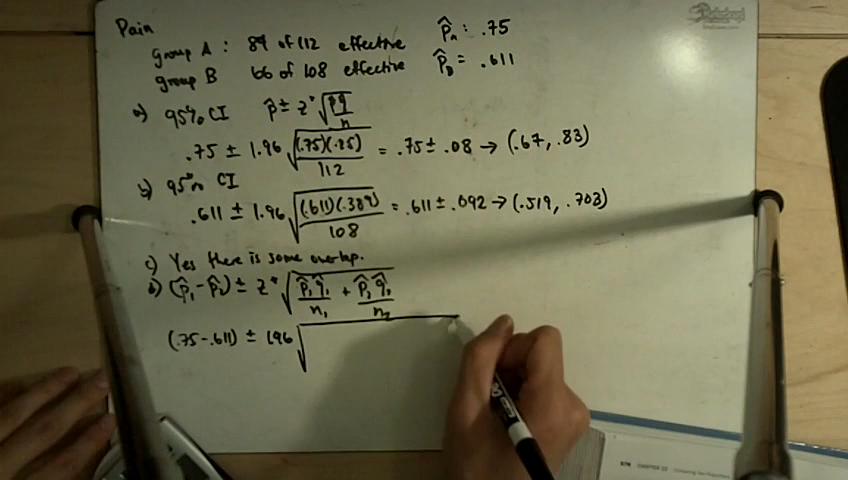 Pain
group A : 84 of 112 effective p̂ₐ : .75
group B 66 of 108 effective p̂_B = .611
a) 95% CI p̂ ± z* √(p̂q̂/n)
.75 ± 1.96 √((.75)(.25)/112) = .75 ± .08 → (.67, .83)
b) 95% CI
.611 ± 1.96 √((.611)(.389)/108) = .611 ± .092 → (.519, .703)
c) Yes there is some overlap.
d) (p̂₁-p̂₂) ± z* √(p̂₁q̂₁/n₁ + p̂₂q̂₂/n₂)
(.75-.611) ± 1.96 √